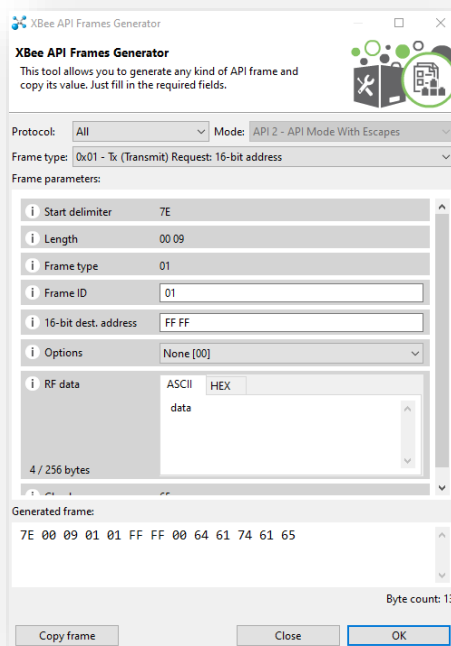 XBee API Frames Generator
XBee API Frames Generator
This tool allows you to generate any kind of API frame and
copy its value. Just fill in the required fields.
Protocol: All Mode: API 2 - API Mode With Escapes
Frame type: 0x01 - Tx (Transmit) Request: 16-bit address
Frame parameters:
i Start delimiter 7E
i Length 00 09
i Frame type 01
i Frame ID 01
i 16-bit dest. address FF FF
i Options None [00]
i RF data ASCII HEX
data
4 / 256 bytes
Generated frame:
7E 00 09 01 01 FF FF 00 64 61 74 61 65
Byte count: 13
Copy frame Close OK